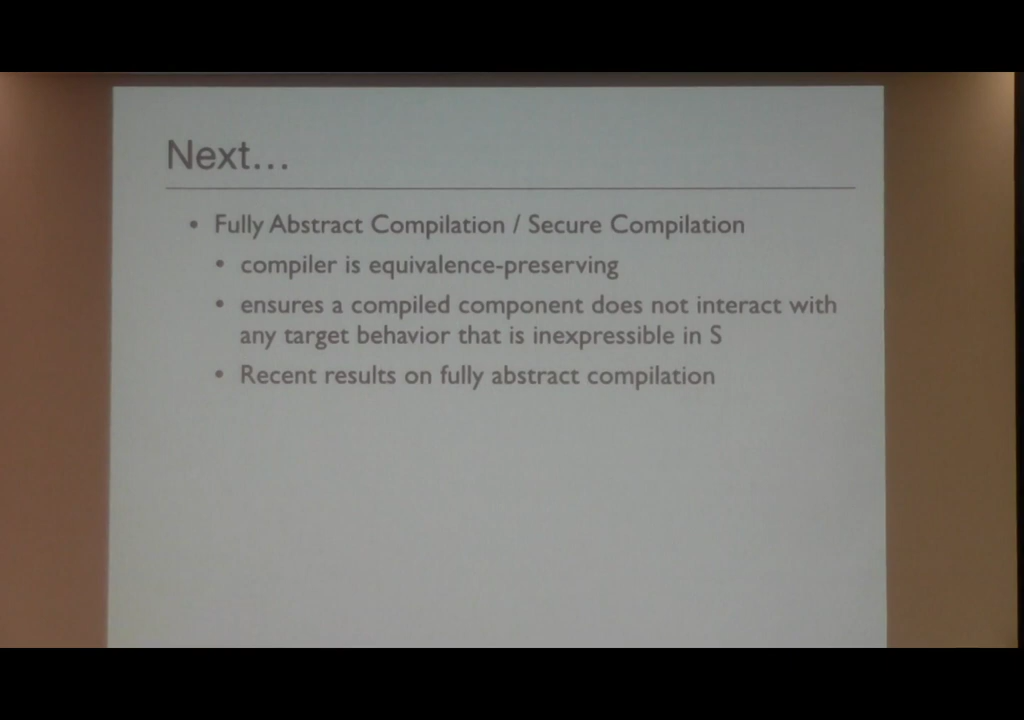 Next…
• Fully Abstract Compilation / Secure Compilation
• compiler is equivalence-preserving
• ensures a compiled component does not interact with
any target behavior that is inexpressible in S
• Recent results on fully abstract compilation